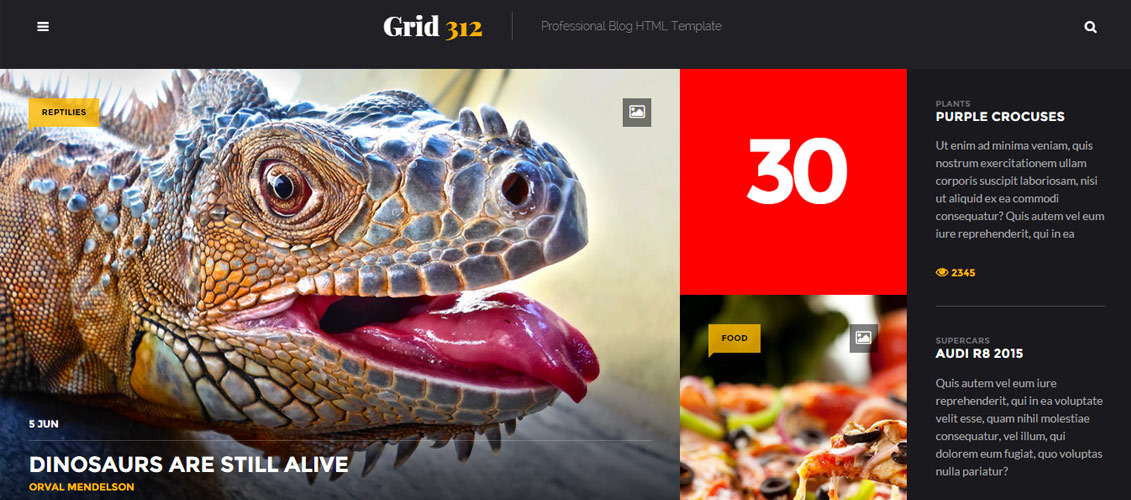 Grid 312
Professional Blog HTML Template
REPTILIES
5 JUN
DINOSAURS ARE STILL ALIVE
ORVAL MENDELSON
30
FOOD
PLANTS
PURPLE CROCUSES
Ut enim ad minima veniam, quis
nostrum exercitationem ullam
corporis suscipit laboriosam, nisi
ut aliquid ex ea commodi
consequatur? Quis autem vel eum
iure reprehenderit, qui in ea
2345
SUPERCARS
AUDI R8 2015
Quis autem vel eum iure
reprehenderit, qui in ea voluptate
velit esse, quam nihil molestiae
consequatur, vel illum, qui
dolorem eum fugiat, quo voluptas
nulla pariatur?